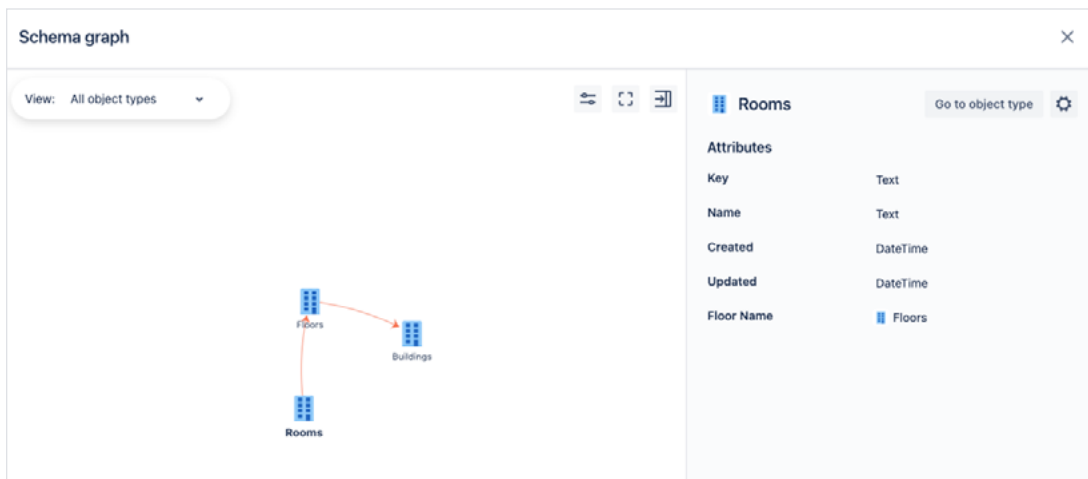 Schema graph
View: All object types
Floors
Buildings
Rooms
Rooms
Go to object type
Attributes
Key Text
Name Text
Created DateTime
Updated DateTime
Floor Name Floors